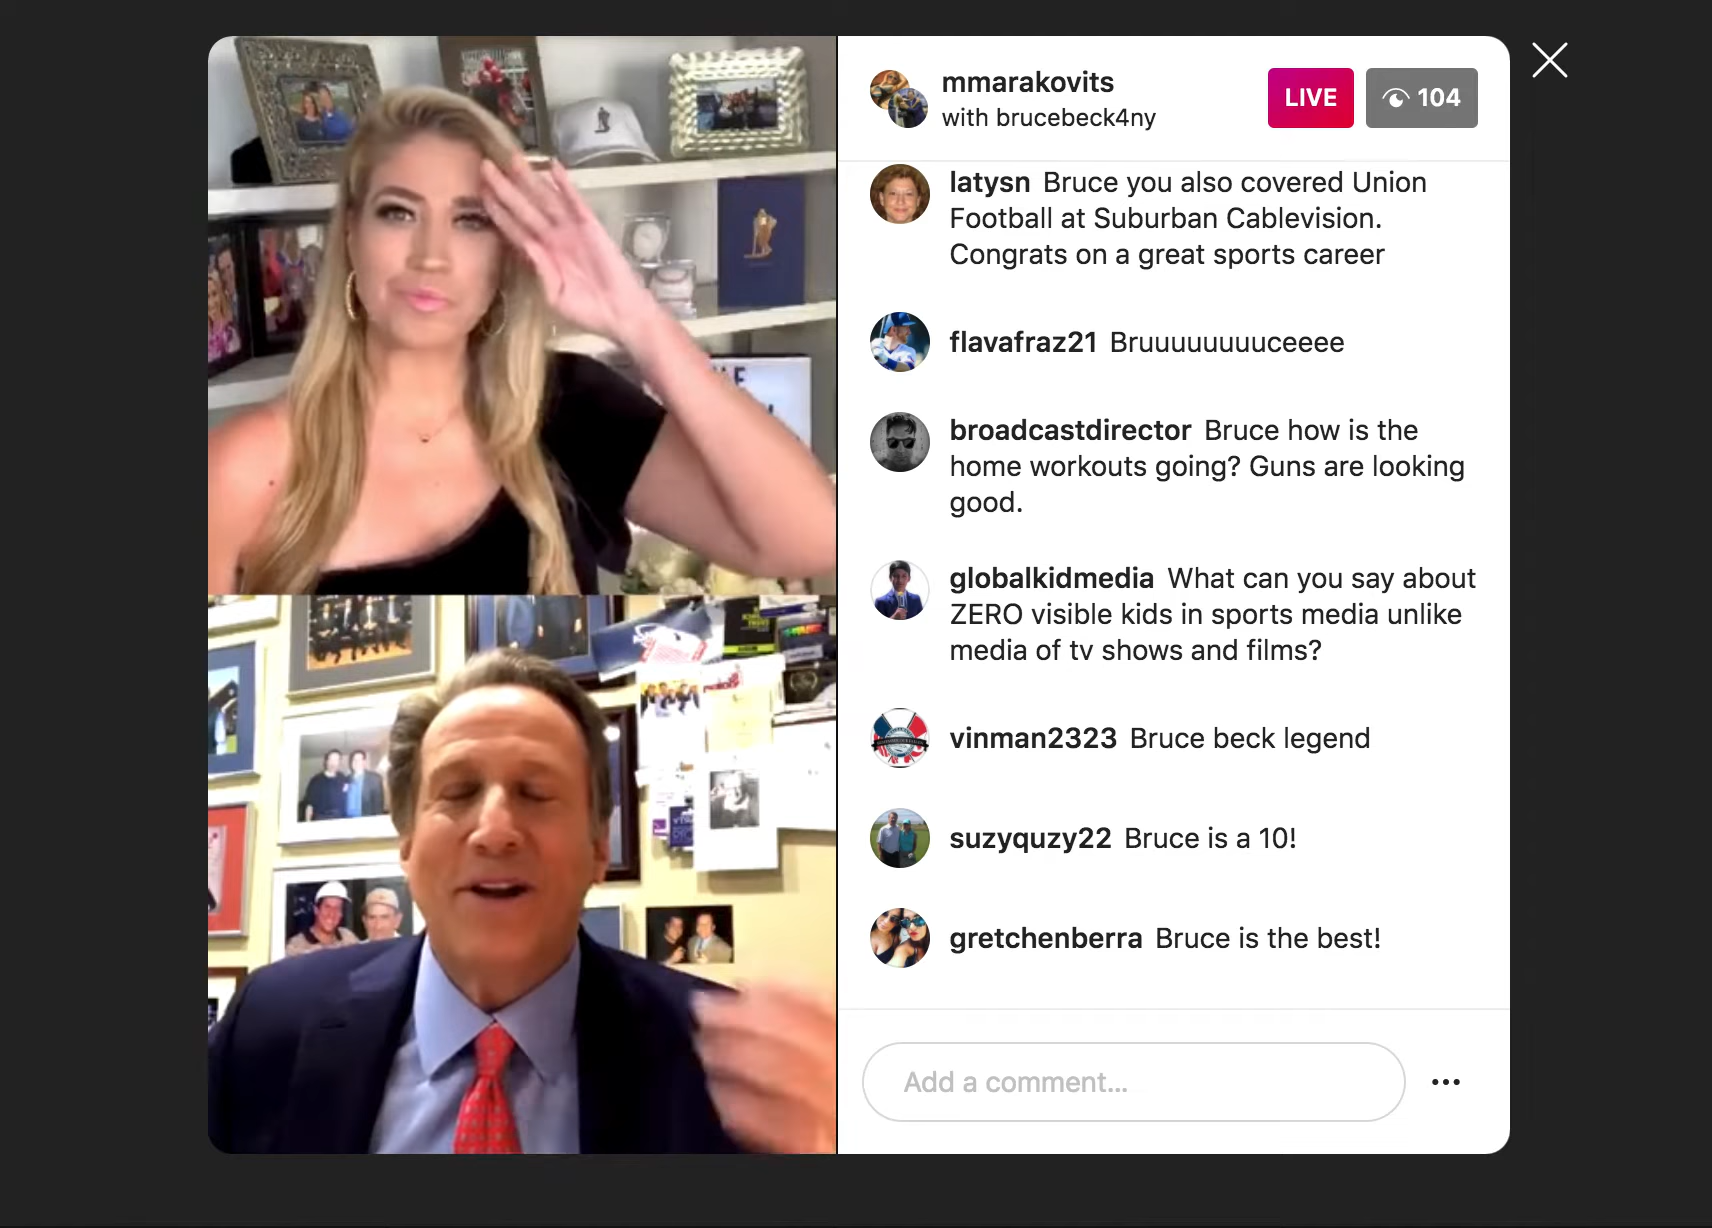 mmarakovits
with brucebeck4ny
LIVE
104
latysn Bruce you also covered Union
Football at Suburban Cablevision.
Congrats on a great sports career
flavafraz21 Bruuuuuuuuceeee
broadcastdirector Bruce how is the
home workouts going? Guns are looking
good.
globalkidmedia What can you say about
ZERO visible kids in sports media unlike
media of tv shows and films?
vinman2323 Bruce beck legend
suzyquzy22 Bruce is a 10!
gretchenberra Bruce is the best!
Add a comment...